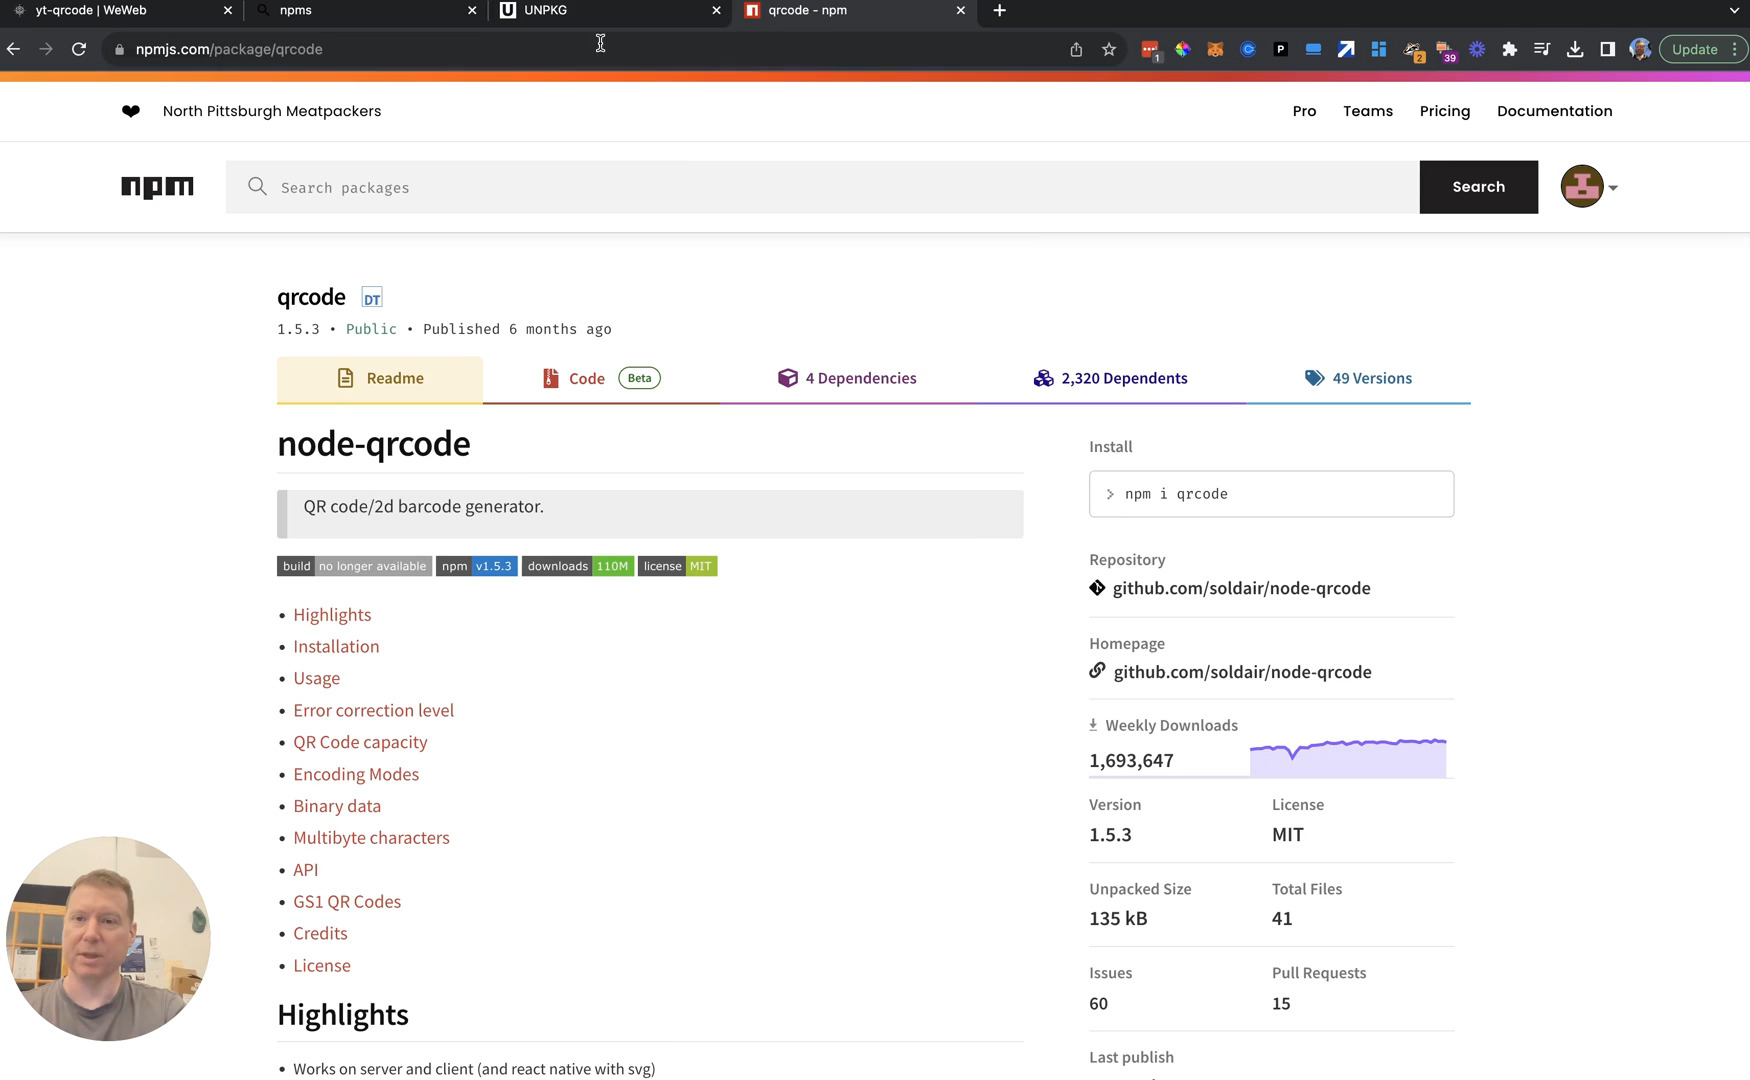 yt-qrcode | WeWeb
npms
UNPKG
qrcode - npm
npmjs.com/package/qrcode
1
P
2
39
Update
North Pittsburgh Meatpackers
Pro
Teams
Pricing
Documentation
npm
Search packages
Search
qrcode
DT
1.5.3 • Public • Published 6 months ago
Readme
Code
Beta
4 Dependencies
2,320 Dependents
49 Versions
node-qrcode
QR code/2d barcode generator.
build no longer available
npm v1.5.3
downloads 110M
license MIT
• Highlights
• Installation
• Usage
• Error correction level
• QR Code capacity
• Encoding Modes
• Binary data
• Multibyte characters
• API
• GS1 QR Codes
• Credits
• License
Highlights
• Works on server and client (and react native with svg)
Install
> npm i qrcode
Repository
github.com/soldair/node-qrcode
Homepage
github.com/soldair/node-qrcode
Weekly Downloads
1,693,647
Version
License
1.5.3
MIT
Unpacked Size
Total Files
135 kB
41
Issues
Pull Requests
60
15
Last publish